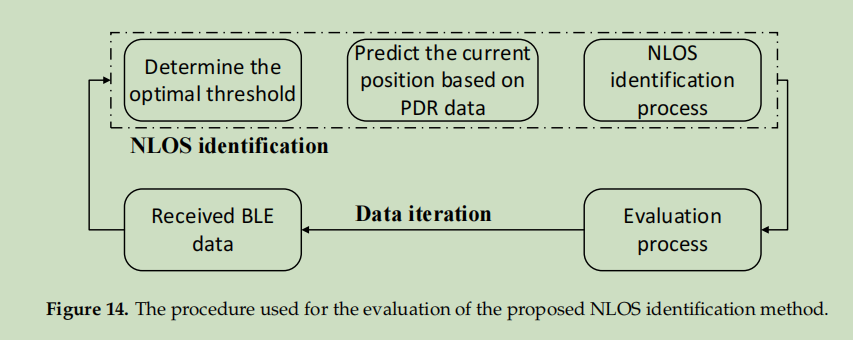 Determine the
optimal threshold
Predict the current
position based on
PDR data
NLOS
identification
process
NLOS identification
Received BLE
data
Data iteration
Evaluation
process
Figure 14. The procedure used for the evaluation of the proposed NLOS identification method.